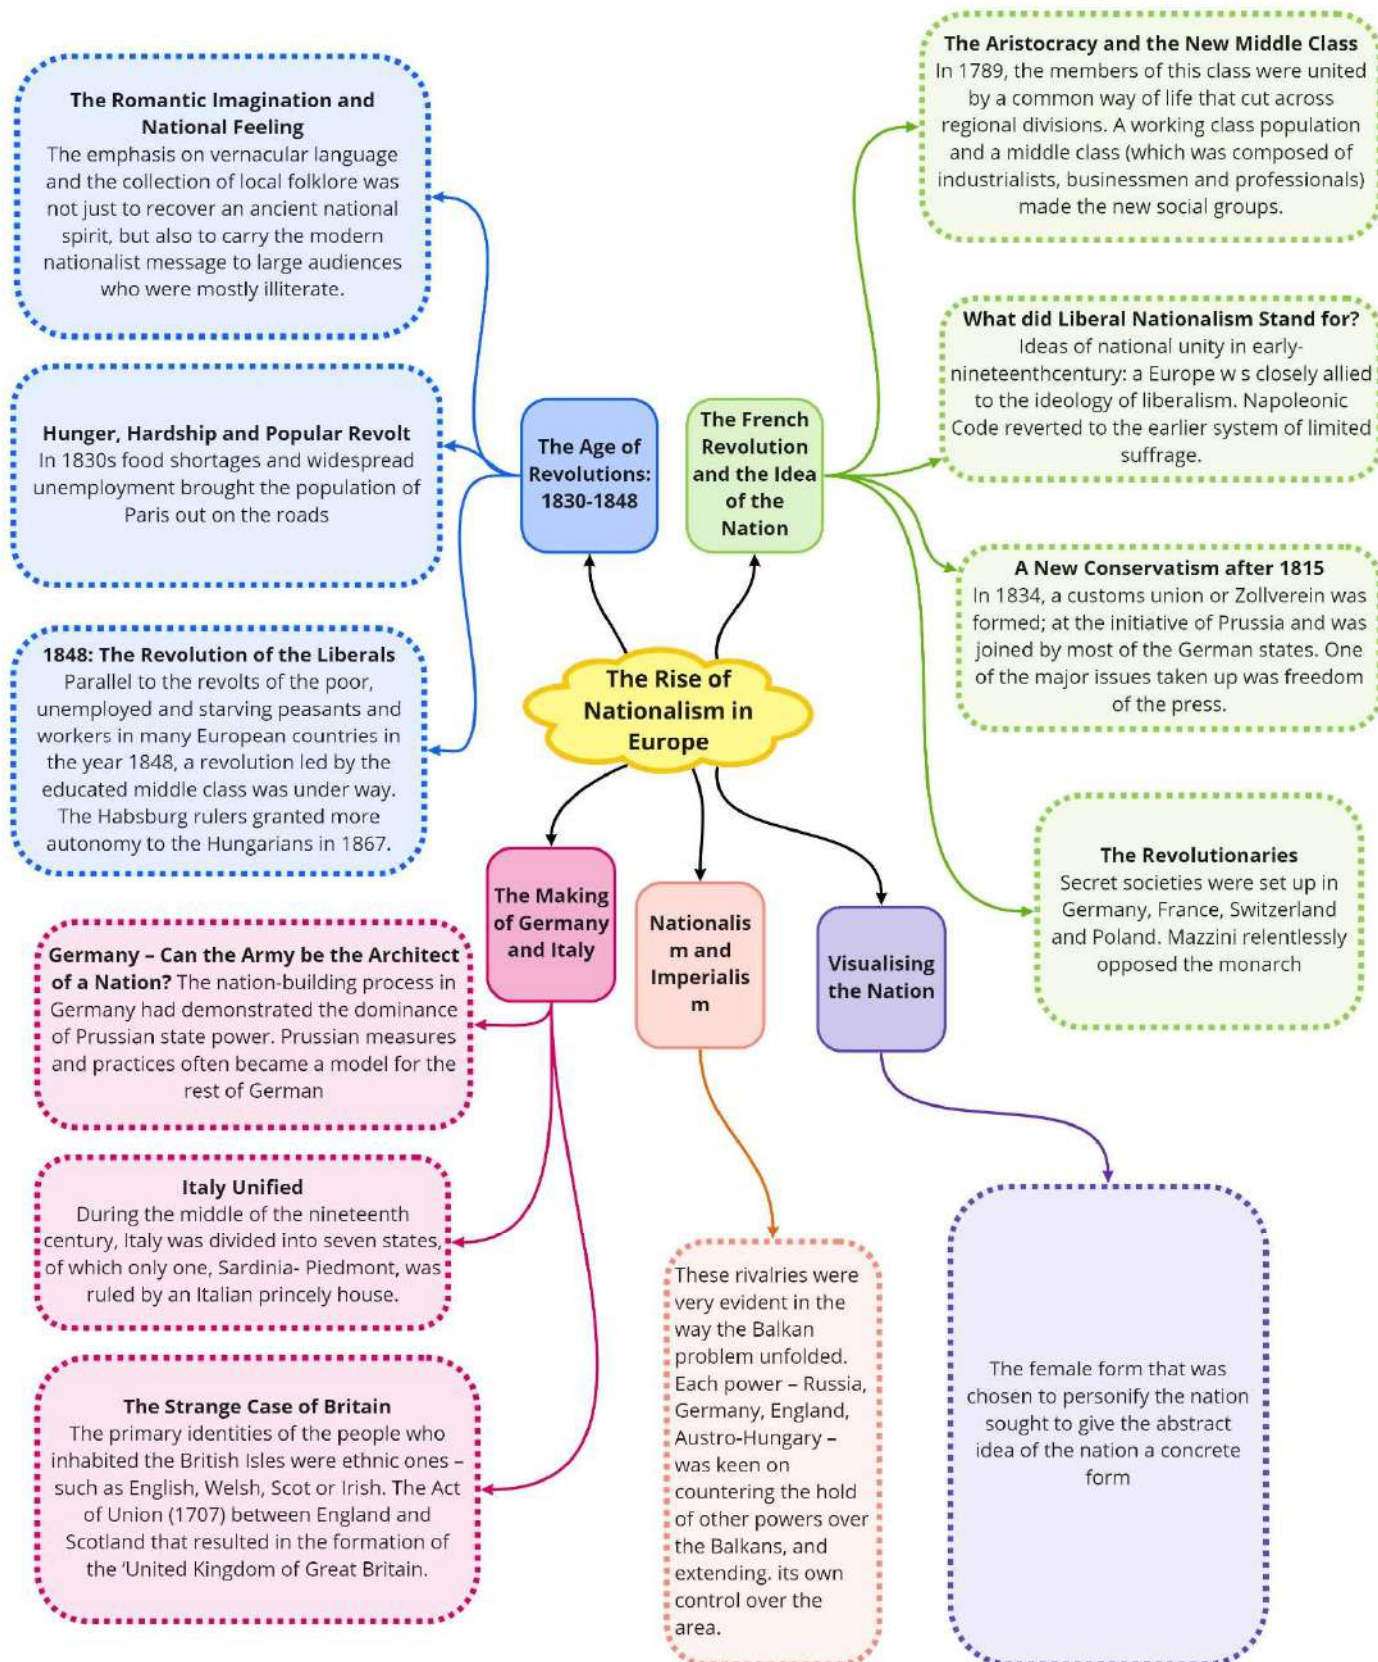 The Rise of
Nationalism in
Europe
The Age of
Revolutions:
1830-1848
The Romantic Imagination and
National Feeling
The emphasis on vernacular language
and the collection of local folklore was
not just to recover an ancient national
spirit, but also to carry the modern
nationalist message to large audiences
who were mostly illiterate.
Hunger, Hardship and Popular Revolt
In 1830s food shortages and widespread
unemployment brought the population of
Paris out on the roads
1848: The Revolution of the Liberals
Parallel to the revolts of the poor,
unemployed and starving peasants and
workers in many European countries in
the year 1848, a revolution led by the
educated middle class was under way.
The Habsburg rulers granted more
autonomy to the Hungarians in 1867.
The French
Revolution
and the Idea
of the
Nation
The Aristocracy and the New Middle Class
In 1789, the members of this class were united
by a common way of life that cut across
regional divisions. A working class population
and a middle class (which was composed of
industrialists, businessmen and professionals)
made the new social groups.
What did Liberal Nationalism Stand for?
Ideas of national unity in early-
nineteenthcentury: a Europe w s closely allied
to the ideology of liberalism. Napoleonic
Code reverted to the earlier system of limited
suffrage.
A New Conservatism after 1815
In 1834, a customs union or Zollverein was
formed; at the initiative of Prussia and was
joined by most of the German states. One
of the major issues taken up was freedom
of the press.
The Revolutionaries
Secret societies were set up in
Germany, France, Switzerland
and Poland. Mazzini relentlessly
opposed the monarch
The Making
of Germany
and Italy
Germany – Can the Army be the Architect
of a Nation? The nation-building process in
Germany had demonstrated the dominance
of Prussian state power. Prussian measures
and practices often became a model for the
rest of German
Italy Unified
During the middle of the nineteenth
century, Italy was divided into seven states,
of which only one, Sardinia- Piedmont, was
ruled by an Italian princely house.
The Strange Case of Britain
The primary identities of the people who
inhabited the British Isles were ethnic ones –
such as English, Welsh, Scot or Irish. The Act
of Union (1707) between England and
Scotland that resulted in the formation of
the ‘United Kingdom of Great Britain.
Nationalis
m and
Imperialis
m
These rivalries were
very evident in the
way the Balkan
problem unfolded.
Each power – Russia,
Germany, England,
Austro-Hungary –
was keen on
countering the hold
of other powers over
the Balkans, and
extending. its own
control over the
area.
Visualising
the Nation
The female form that was
chosen to personify the nation
sought to give the abstract
idea of the nation a concrete
form